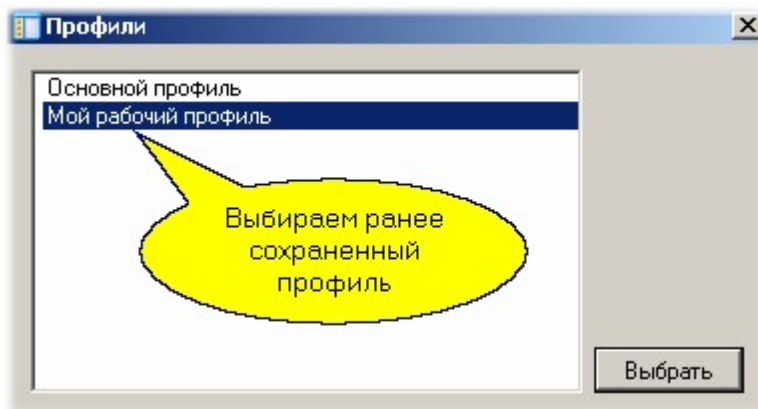 Профили
Основной профиль
Мой рабочий профиль
Выбираем ранее
сохраненный
профиль
Выбрать